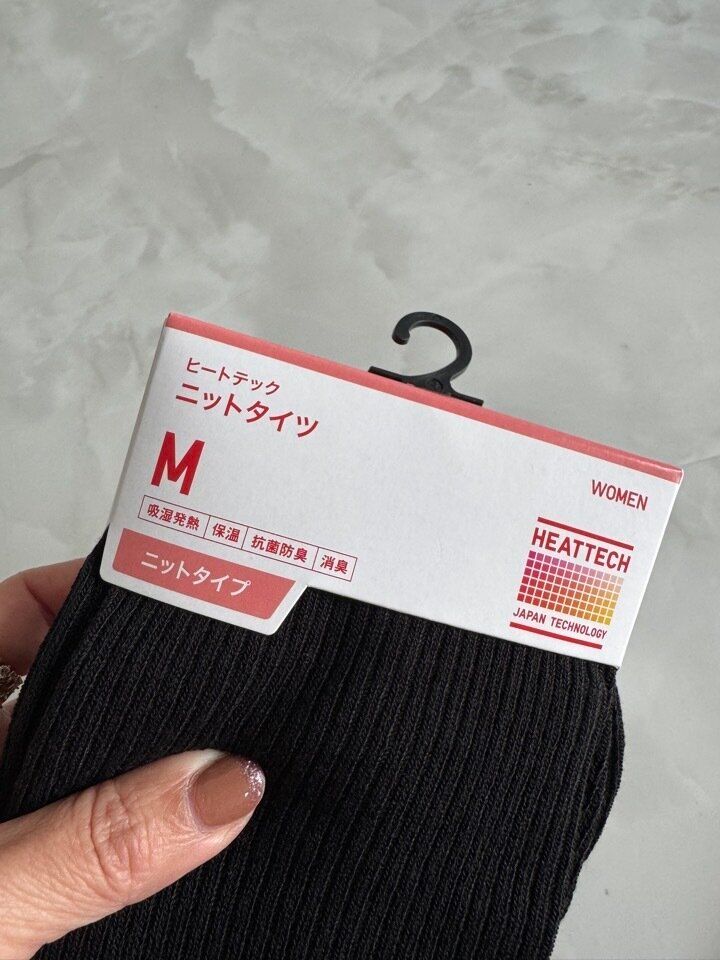 ヒートテック
ニットタイツ
M
吸湿発熱 保温 抗菌防臭 消臭
ニットタイプ
WOMEN
HEATTECH
JAPAN TECHNOLOGY